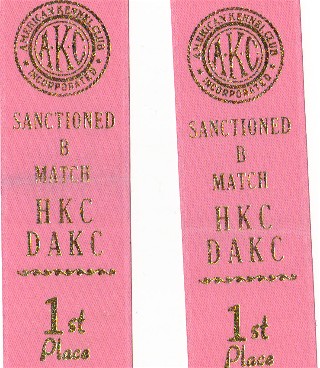 AMERICAN KENNEL CLUB
AKC
INCORPORATED
SANCTIONED
B
MATCH
HKC
DAKC
1st
Place
AMERICAN KENNEL CLUB
AKC
INCORPORATED
SANCTIONED
B
MATCH
HKC
DAKC
1st
Place